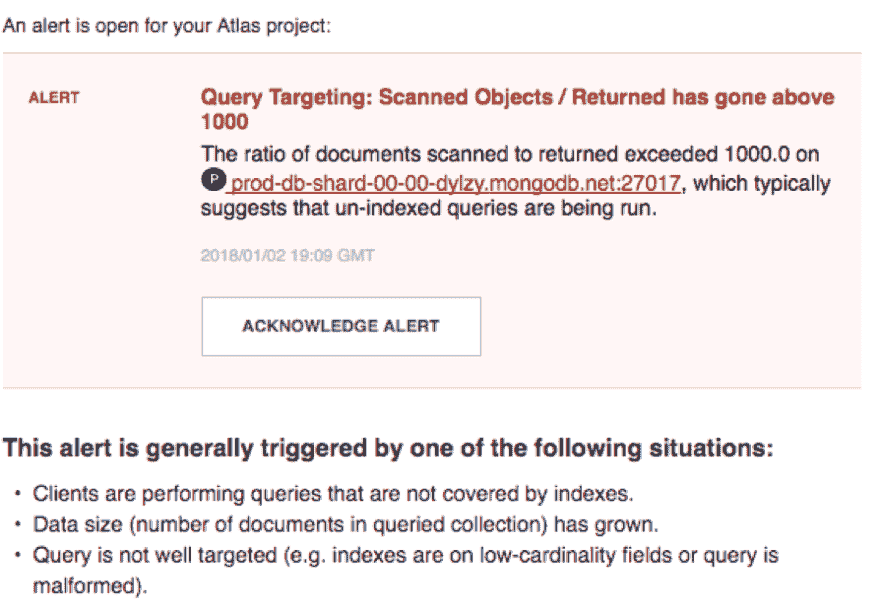 An alert is open for your Atlas project:
ALERT
Query Targeting: Scanned Objects / Returned has gone above
1000
The ratio of documents scanned to returned exceeded 1000.0 on
P prod-db-shard-00-00-dylzy.mongodb.net:27017, which typically
suggests that un-indexed queries are being run.
2018/01/02 19:09 GMT
ACKNOWLEDGE ALERT
This alert is generally triggered by one of the following situations:
• Clients are performing queries that are not covered by indexes.
• Data size (number of documents in queried collection) has grown.
• Query is not well targeted (e.g. indexes are on low-cardinality fields or query is
malformed).